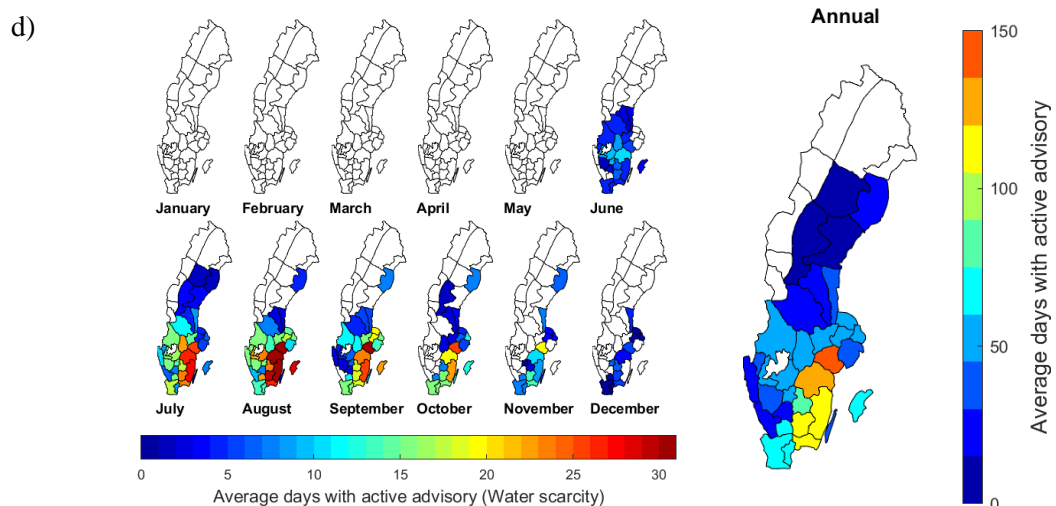 d)
Annual
January February March April May June
July August September October November December
0 5 10 15 20 25 30
Average days with active advisory (Water scarcity)
150
100
50
0
Average days with active advisory